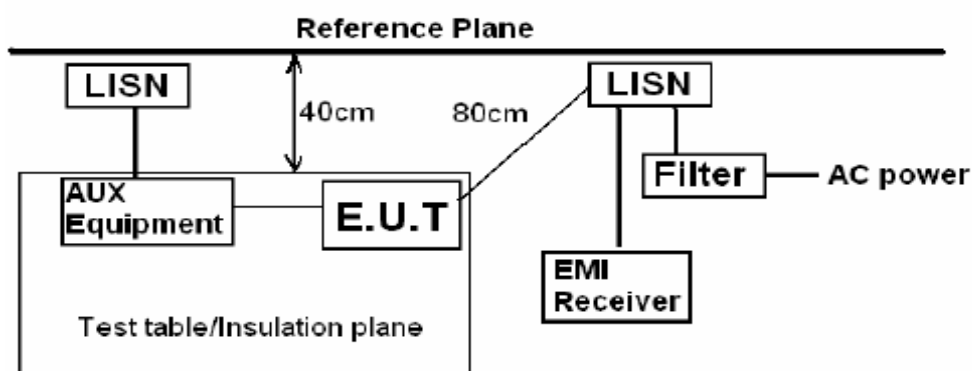 Reference Plane
LISN
40cm
80cm
LISN
Filter
AC power
AUX
Equipment
E.U.T
EMI
Receiver
Test table/Insulation plane